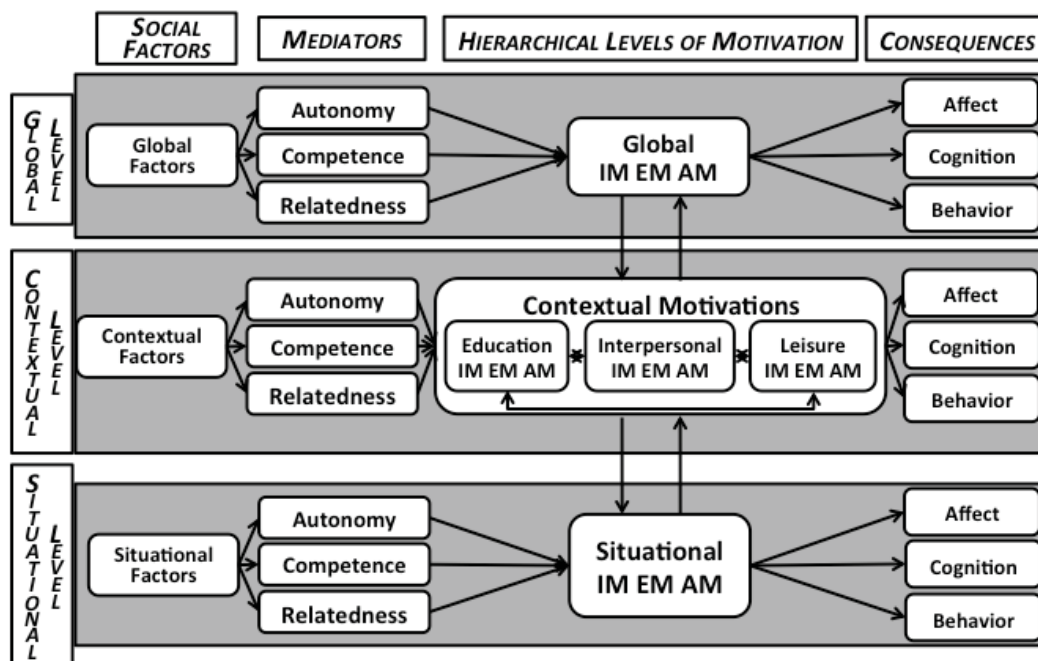 SOCIAL
FACTORS
MEDIATORS
HIERARCHICAL LEVELS OF MOTIVATION
CONSEQUENCES
GLOBAL
LEVEL
Global
Factors
Autonomy
Competence
Relatedness
Global
IM EM AM
Affect
Cognition
Behavior
CONTEXTUAL
LEVEL
Contextual
Factors
Autonomy
Competence
Relatedness
Contextual Motivations
Education
IM EM AM
Interpersonal
IM EM AM
Leisure
IM EM AM
Affect
Cognition
Behavior
SITUATIONAL
LEVEL
Situational
Factors
Autonomy
Competence
Relatedness
Situational
IM EM AM
Affect
Cognition
Behavior